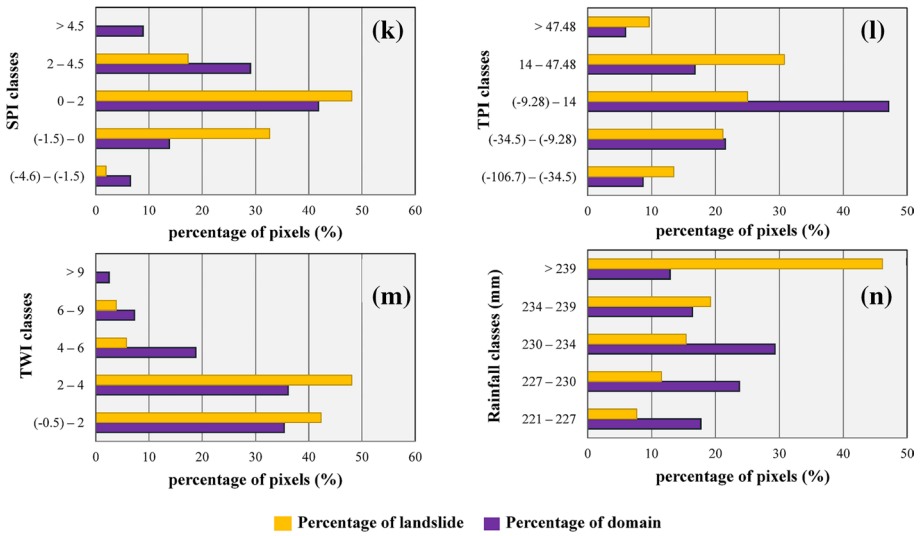 (k)
SPI classes
> 4.5
2 – 4.5
0 – 2
(-1.5) – 0
(-4.6) – (-1.5)
0 10 20 30 40 50 60
percentage of pixels (%)
(l)
TPI classes
> 47.48
14 – 47.48
(-9.28) – 14
(-34.5) – (-9.28)
(-106.7) – (-34.5)
0 10 20 30 40 50
percentage of pixels (%)
(m)
TWI classes
> 9
6 – 9
4 – 6
2 – 4
(-0.5) – 2
0 10 20 30 40 50 60
percentage of pixels (%)
(n)
Rainfall classes (mm)
> 239
234 – 239
230 – 234
227 – 230
221 – 227
0 10 20 30 40 50
percentage of pixels (%)
Percentage of landslide Percentage of domain